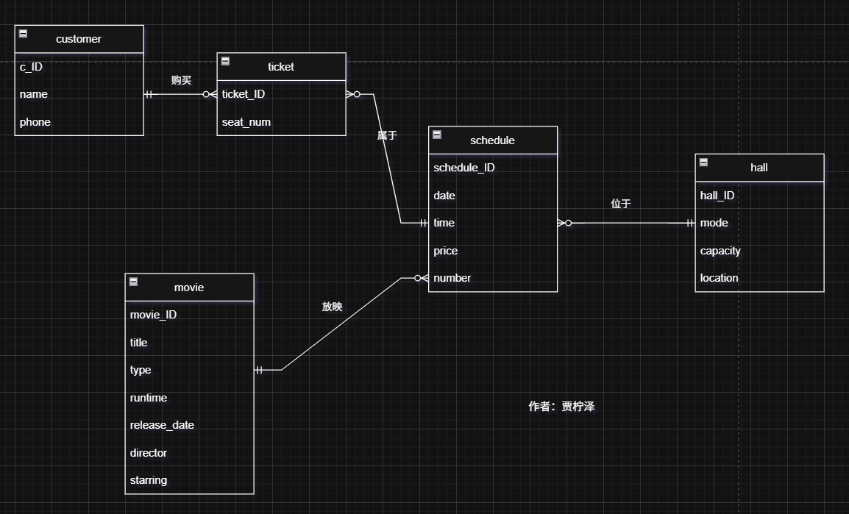 customer
c_ID
name
phone
购买
ticket
ticket_ID
seat_num
属于
schedule
schedule_ID
date
time
price
number
位于
hall
hall_ID
mode
capacity
location
movie
movie_ID
title
type
runtime
release_date
director
starring
放映
作者：贾柠泽